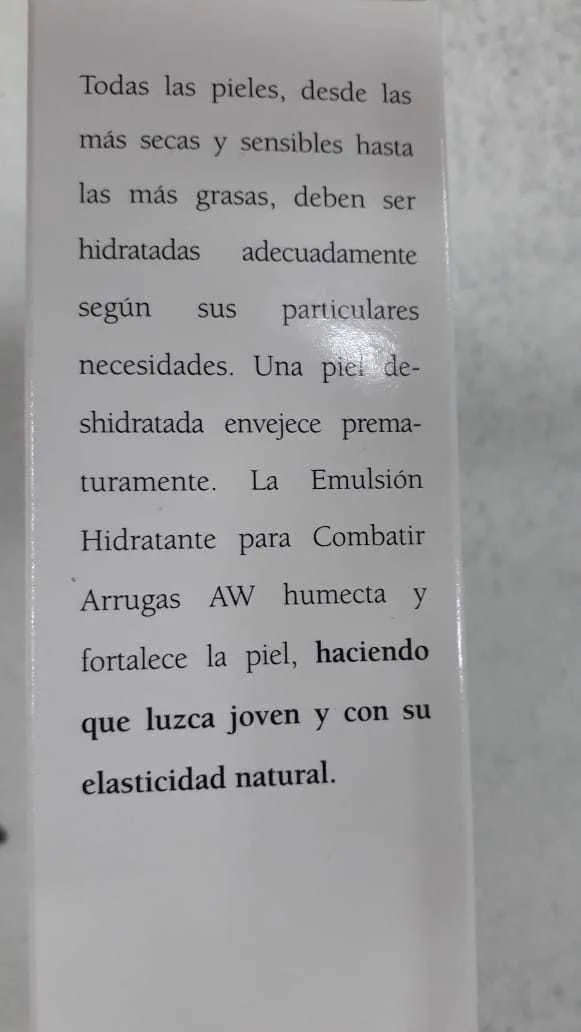 Todas las pieles, desde las
más secas y sensibles hasta
las más grasas, deben ser
hidratadas adecuadamente
según sus particulares
necesidades. Una piel de-
shidratada envejece prema-
turamente. La Emulsión
Hidratante para Combatir
Arrugas AW humecta y
fortalece la piel, haciendo
que luzca joven y con su
elasticidad natural.